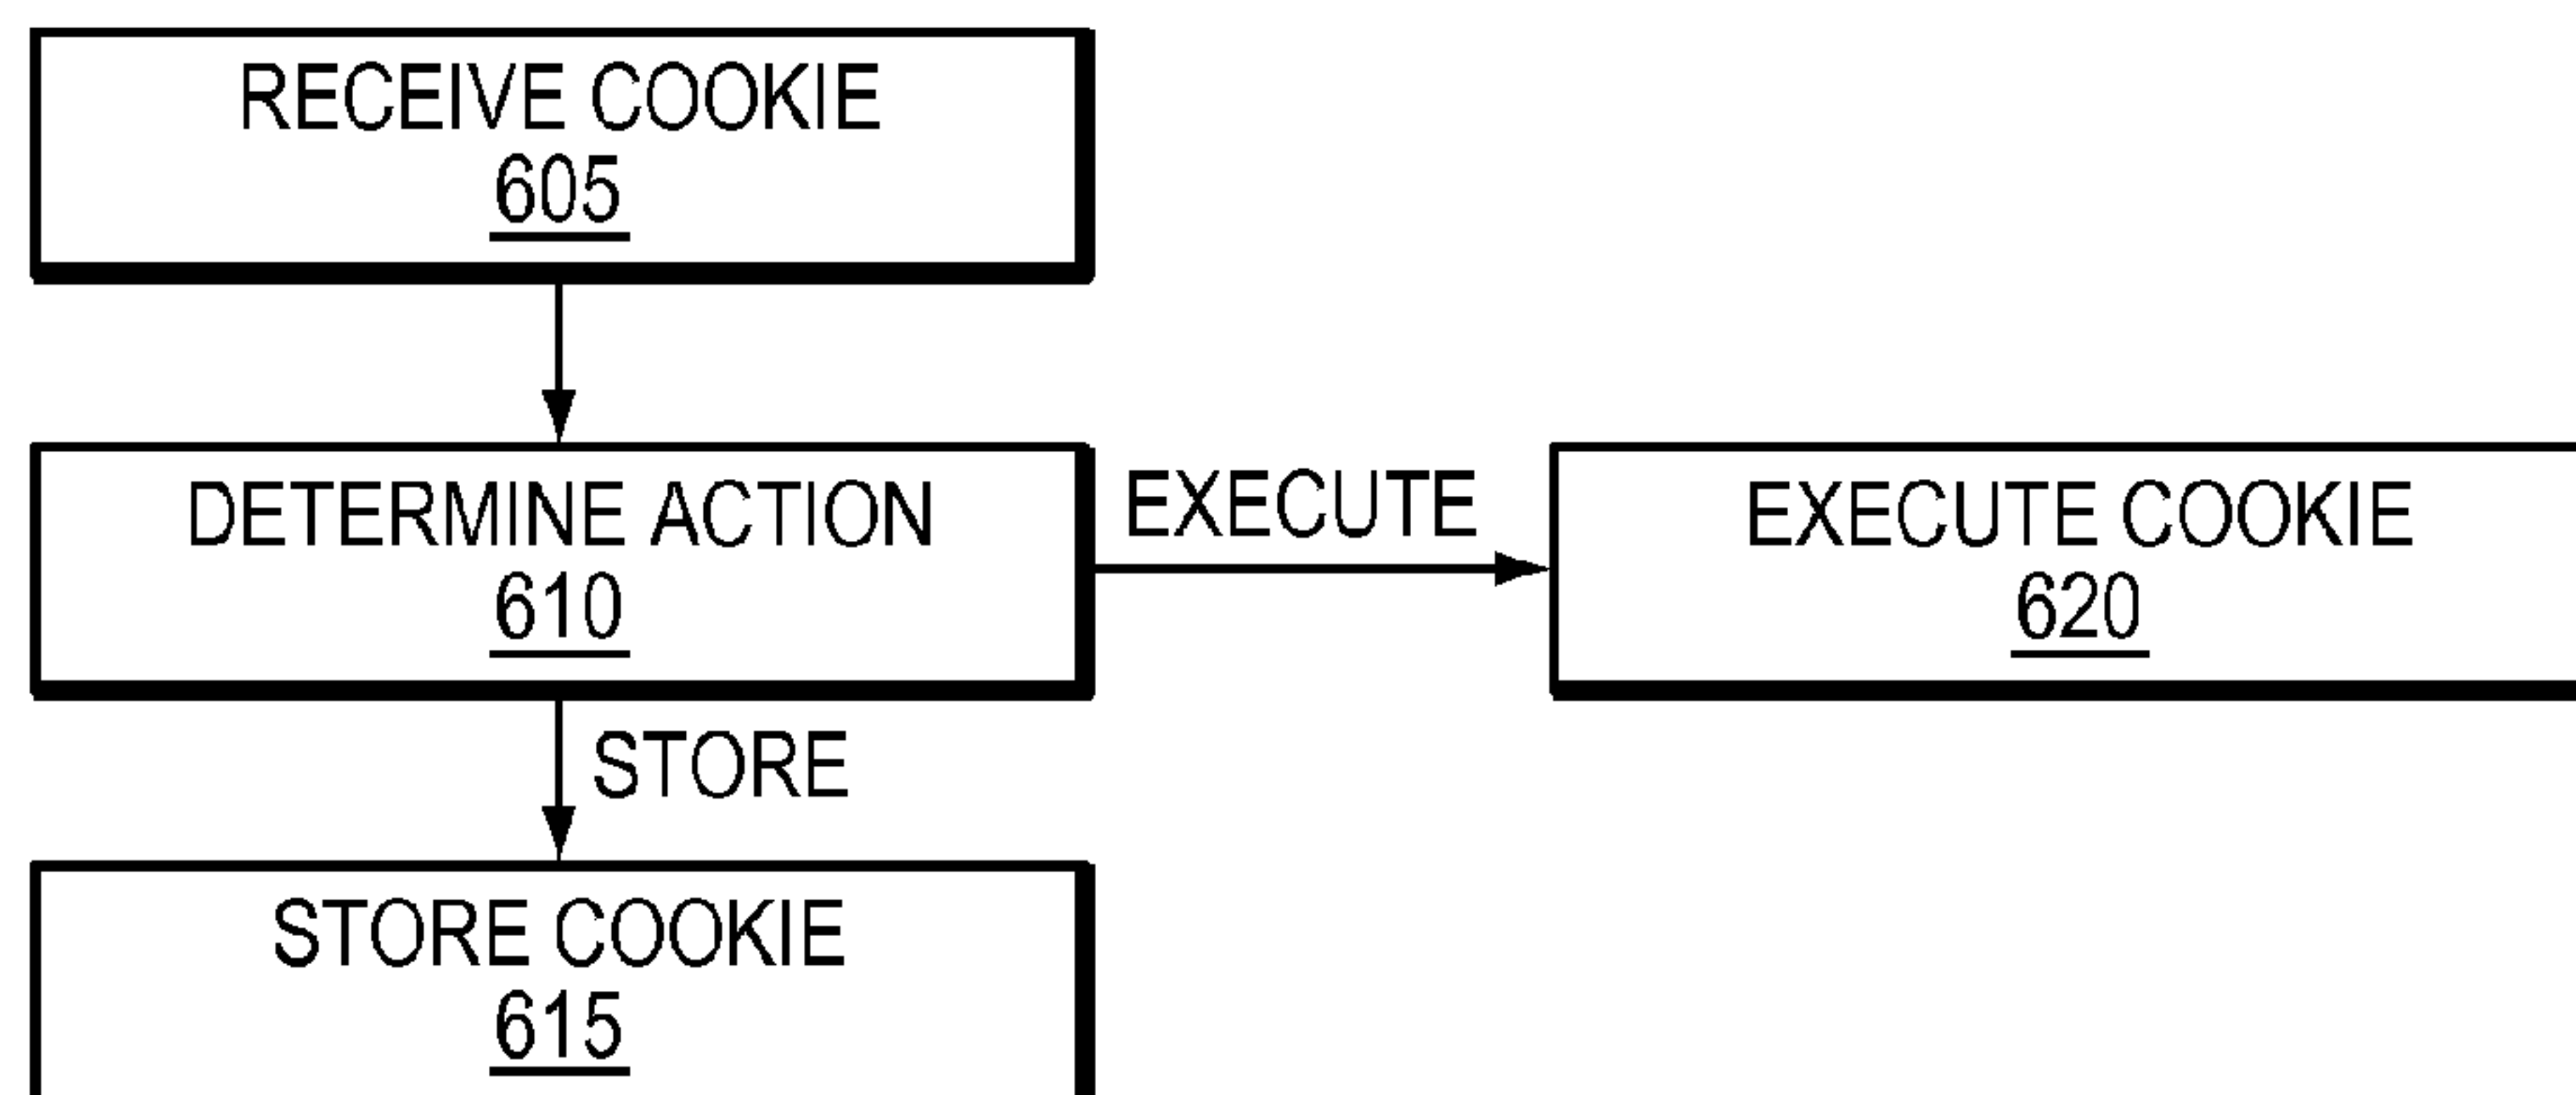 RECEIVE COOKIE
605
DETERMINE ACTION
610
EXECUTE
EXECUTE COOKIE
620
STORE
STORE COOKIE
615